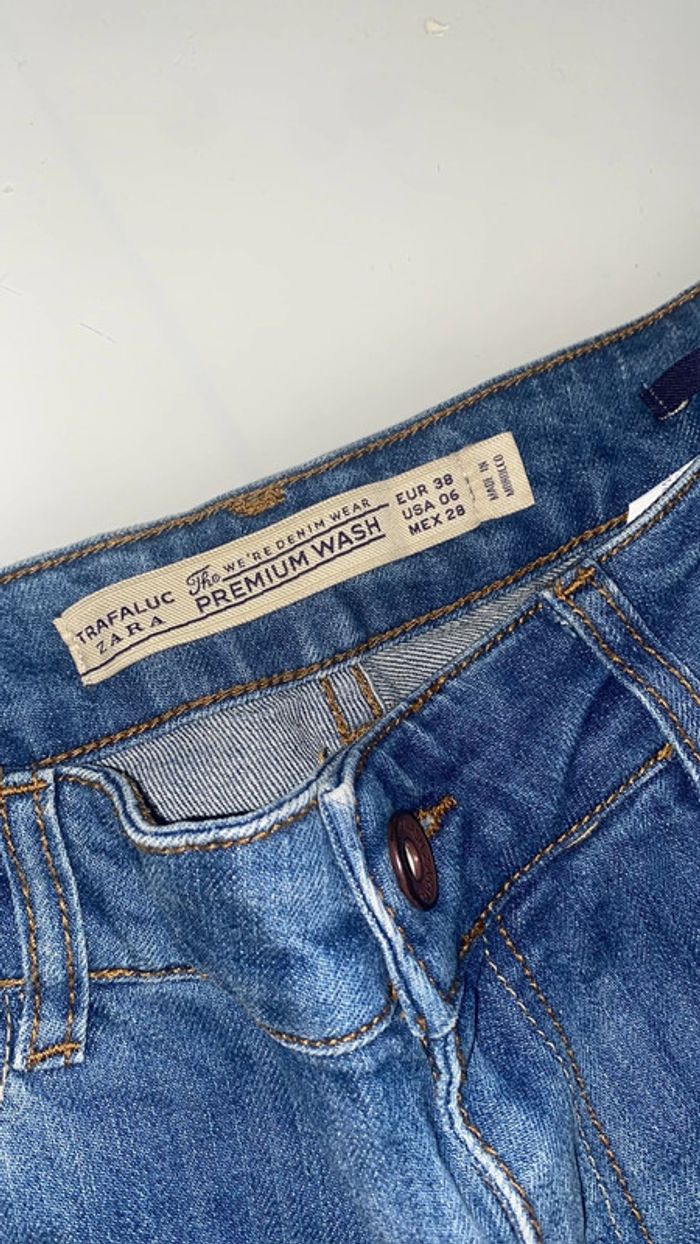 TRAFALUC
ZARA
The WE'RE DENIM WEAR
PREMIUM WASH
EUR 38
USA 06
MEX 28
MADE IN
MOROCCO